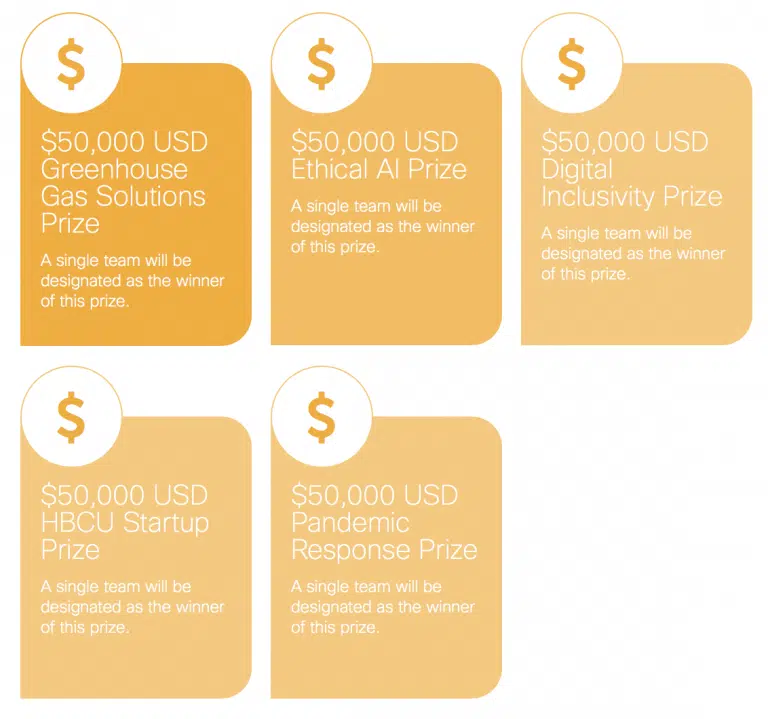 $
$50,000 USD
Greenhouse
Gas Solutions
Prize
A single team will be
designated as the winner
of this prize.
$
$50,000 USD
Ethical AI Prize
A single team will be
designated as the winner
of this prize.
$
$50,000 USD
Digital
Inclusivity Prize
A single team will be
designated as the winner
of this prize.
$
$50,000 USD
HBCU Startup
Prize
A single team will be
designated as the winner
of this prize.
$
$50,000 USD
Pandemic
Response Prize
A single team will be
designated as the winner
of this prize.